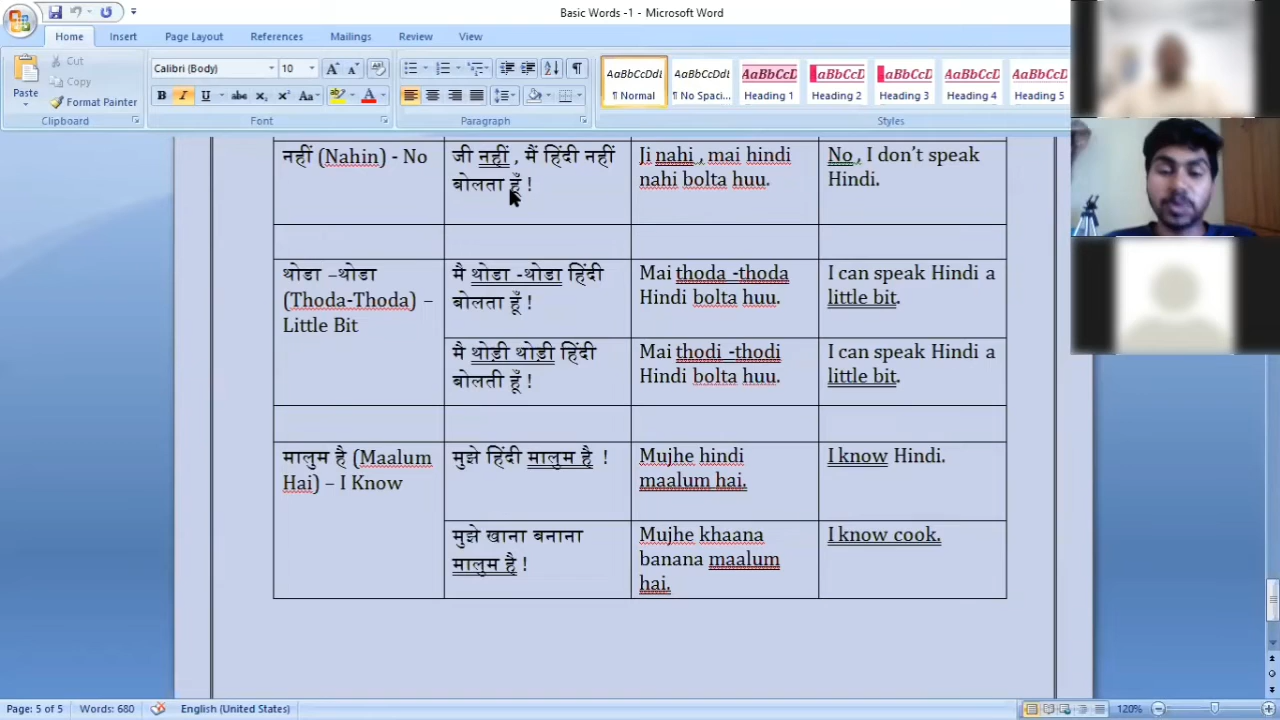 Basic Words -1 - Microsoft Word
Home Insert Page Layout References Mailings Review View
Cut
Copy
Format Painter
Paste
Clipboard
Calibri (Body) 10
Font
Paragraph
AaBbCcDdI AaBbCcDdI AaBbCcD AaBbCcD AaBbCcD AaBbCcD AaBbCcD
¶ Normal ¶ No Spaci... Heading 1 Heading 2 Heading 3 Heading 4 Heading 5
Styles
नहीं (Nahin) - No
जी नहीं , मैं हिंदी नहीं
बोलता हूँ !
Ji nahi , mai hindi
nahi bolta huu.
No , I don’t speak
Hindi.
थोडा –थोडा
(Thoda-Thoda) –
Little Bit
मै थोडा -थोडा हिंदी
बोलता हूँ !
Mai thoda -thoda
Hindi bolta huu.
I can speak Hindi a
little bit.
मै थोड़ी थोड़ी हिंदी
बोलती हूँ !
Mai thodi -thodi
Hindi bolta huu.
I can speak Hindi a
little bit.
मालुम है (Maalum
Hai) – I Know
मुझे हिंदी मालुम है !
Mujhe hindi
maalum hai.
I know Hindi.
मुझे खाना बनाना
मालुम है !
Mujhe khaana
banana maalum
hai.
I know cook.
Page: 5 of 5 Words: 680 English (United States) 120%